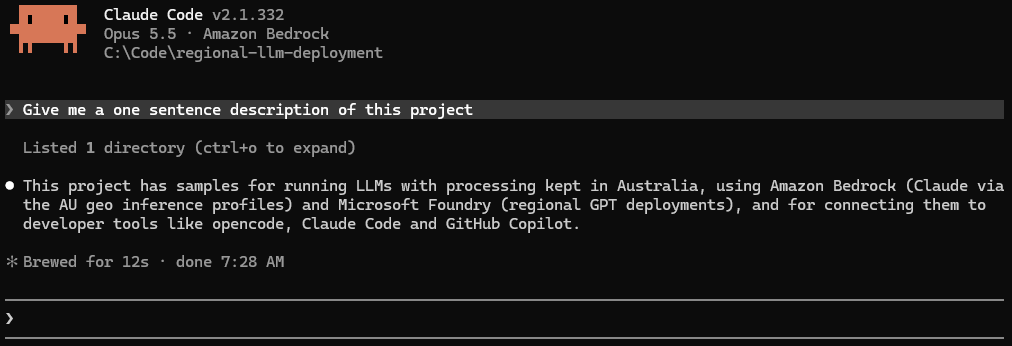 Claude Code v2.1.332
Opus 5.5 · Amazon Bedrock
C:\Code\regional-llm-deployment
❯ Give me a one sentence description of this project
Listed 1 directory (ctrl+o to expand)
● This project has samples for running LLMs with processing kept in Australia, using Amazon Bedrock (Claude via
the AU geo inference profiles) and Microsoft Foundry (regional GPT deployments), and for connecting them to
developer tools like opencode, Claude Code and GitHub Copilot.
✻ Brewed for 12s · done 7:28 AM
❯